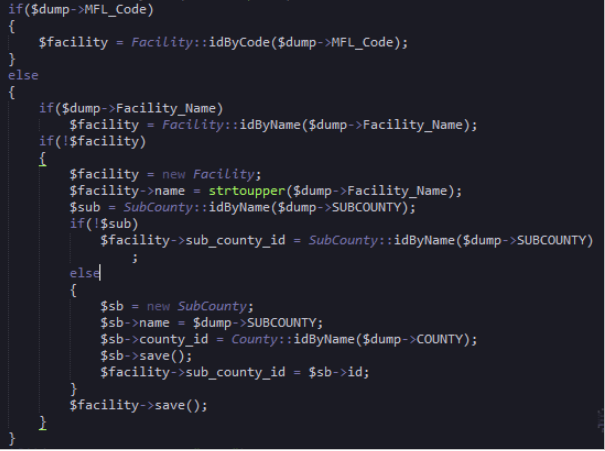 if($dump->MFL_Code)
{
    $facility = Facility::idByCode($dump->MFL_Code);
}
else
{
    if($dump->Facility_Name)
        $facility = Facility::idByName($dump->Facility_Name);
    if(!$facility)
    {
        $facility = new Facility;
        $facility->name = strtoupper($dump->Facility_Name);
        $sub = SubCounty::idByName($dump->SUBCOUNTY);
        if(!$sub)
            $facility->sub_county_id = SubCounty::idByName($dump->SUBCOUNTY)
                ;
        else
        {
            $sb = new SubCounty;
            $sb->name = $dump->SUBCOUNTY;
            $sb->county_id = County::idByName($dump->COUNTY);
            $sb->save();
            $facility->sub_county_id = $sb->id;
        }
        $facility->save();
    }
}